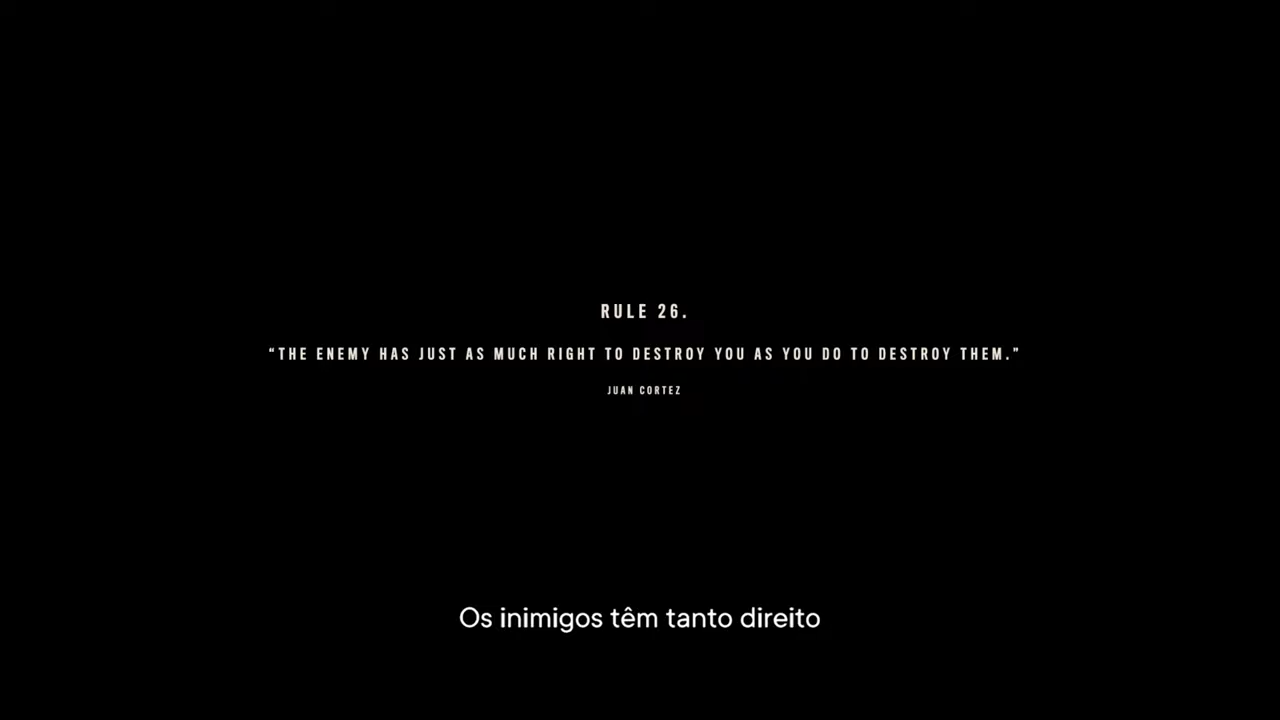 RULE 26.
“THE ENEMY HAS JUST AS MUCH RIGHT TO DESTROY YOU AS YOU DO TO DESTROY THEM.”
JUAN CORTEZ
Os inimigos têm tanto direito